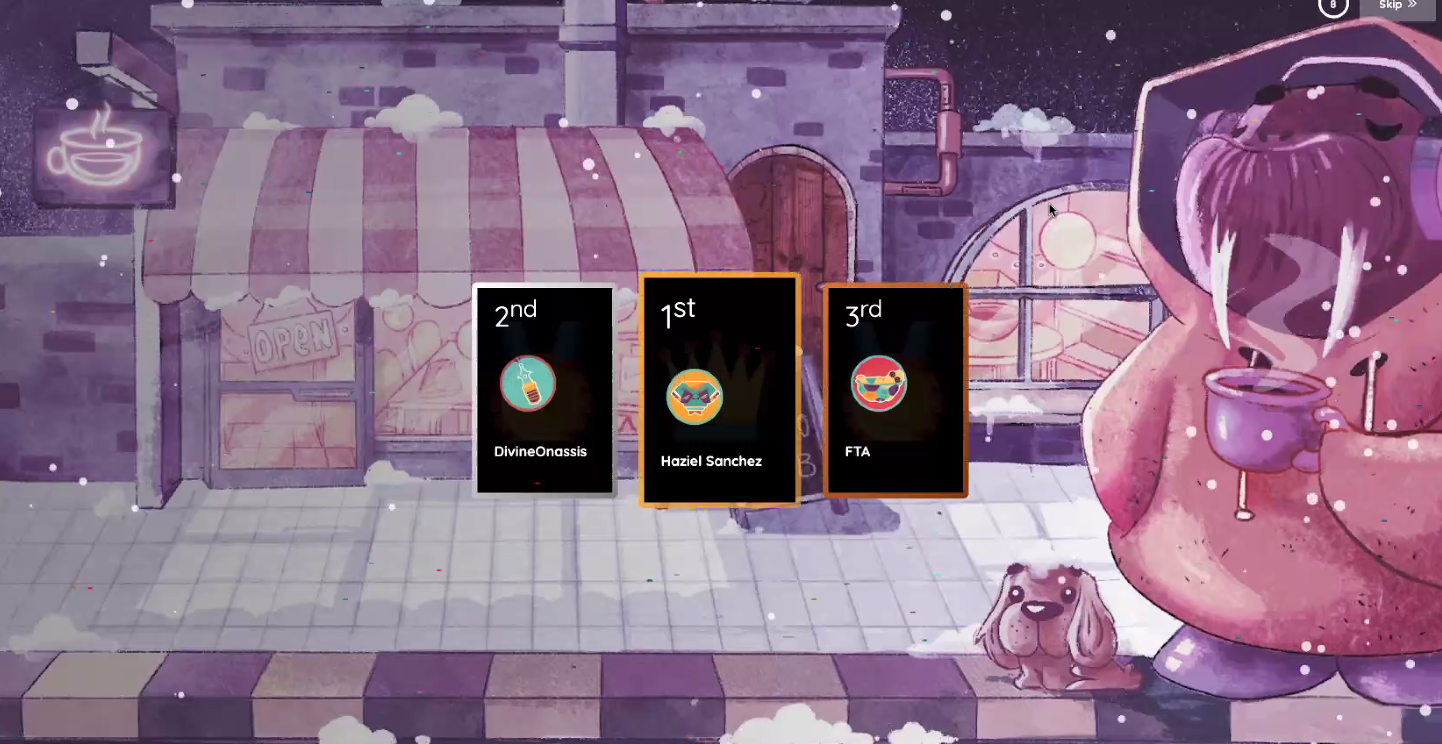 8
Skip »
OPEN
2nd
DivineOnassis
1st
Haziel Sanchez
3rd
FTA